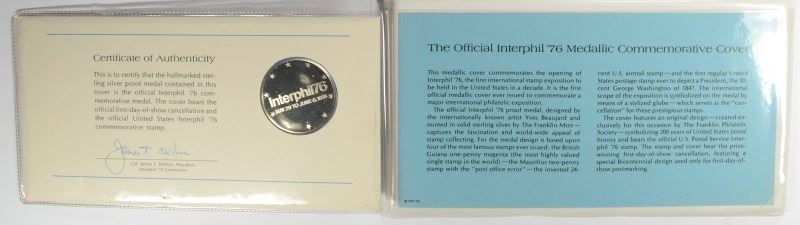 Certificate of Authenticity
This is to certify that the hallmarked ster-
ling silver proof medal contained in this
cover is the official Interphil '76 com-
memorative medal. The cover bears the
official first-day-of-show cancellation and
the official United States Interphil '76
commemorative stamp.
James T. DeVoss
Col. James T. DeVoss, President
Interphil '76 Committee
Interphil76
MAY 29 TO JUNE 6, 1976
The Official Interphil '76 Medallic Commemorative Cover
This medallic cover commemorates the opening of
Interphil '76, the first international stamp exposition to
be held in the United States in a decade. It is the first
official medallic cover ever issued to commemorate a
major international philatelic exposition.
The official Interphil '76 proof medal, designed by
the internationally known artist Yves Beaujard and
minted in solid sterling silver by The Franklin Mint —
captures the fascination and world-wide appeal of
stamp collecting. For the medal design is based upon
four of the most famous stamps ever issued: the British
Guiana one-penny magenta (the most highly valued
single stamp in the world) — the Mauritius two-penny
stamp with the "post office error" — the inverted 24-
cent U.S. airmail stamp — and the first regular United
States postage stamp ever to depict a President, the 10-
cent George Washington of 1847. The international
scope of the exposition is symbolized on the medal by
means of a stylized globe — which serves as the "can-
cellation" for these prestigious stamps.
The cover features an original design — created ex-
clusively for this occasion by The Franklin Philatelic
Society — symbolizing 200 years of United States postal
history and bears the official U.S. Postal Service Inter-
phil '76 stamp. The stamp and cover bear the prize-
winning first-day-of-show cancellation, featuring a
special Bicentennial design used only for first-day-of-
show postmarking.